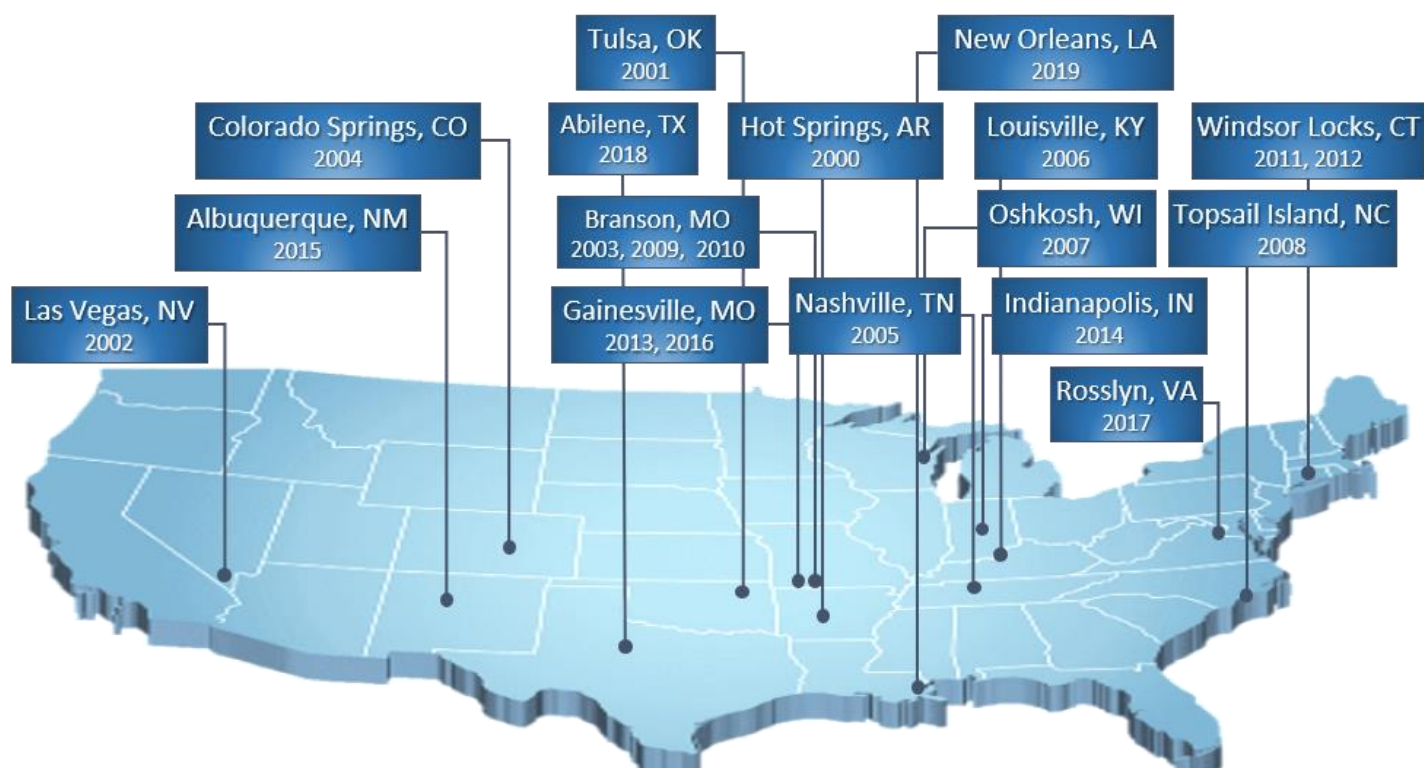 Tulsa, OK
2001
New Orleans, LA
2019
Colorado Springs, CO
2004
Abilene, TX
2018
Hot Springs, AR
2000
Louisville, KY
2006
Windsor Locks, CT
2011, 2012
Albuquerque, NM
2015
Branson, MO
2003, 2009, 2010
Oshkosh, WI
2007
Topsail Island, NC
2008
Las Vegas, NV
2002
Gainesville, MO
2013, 2016
Nashville, TN
2005
Indianapolis, IN
2014
Rosslyn, VA
2017